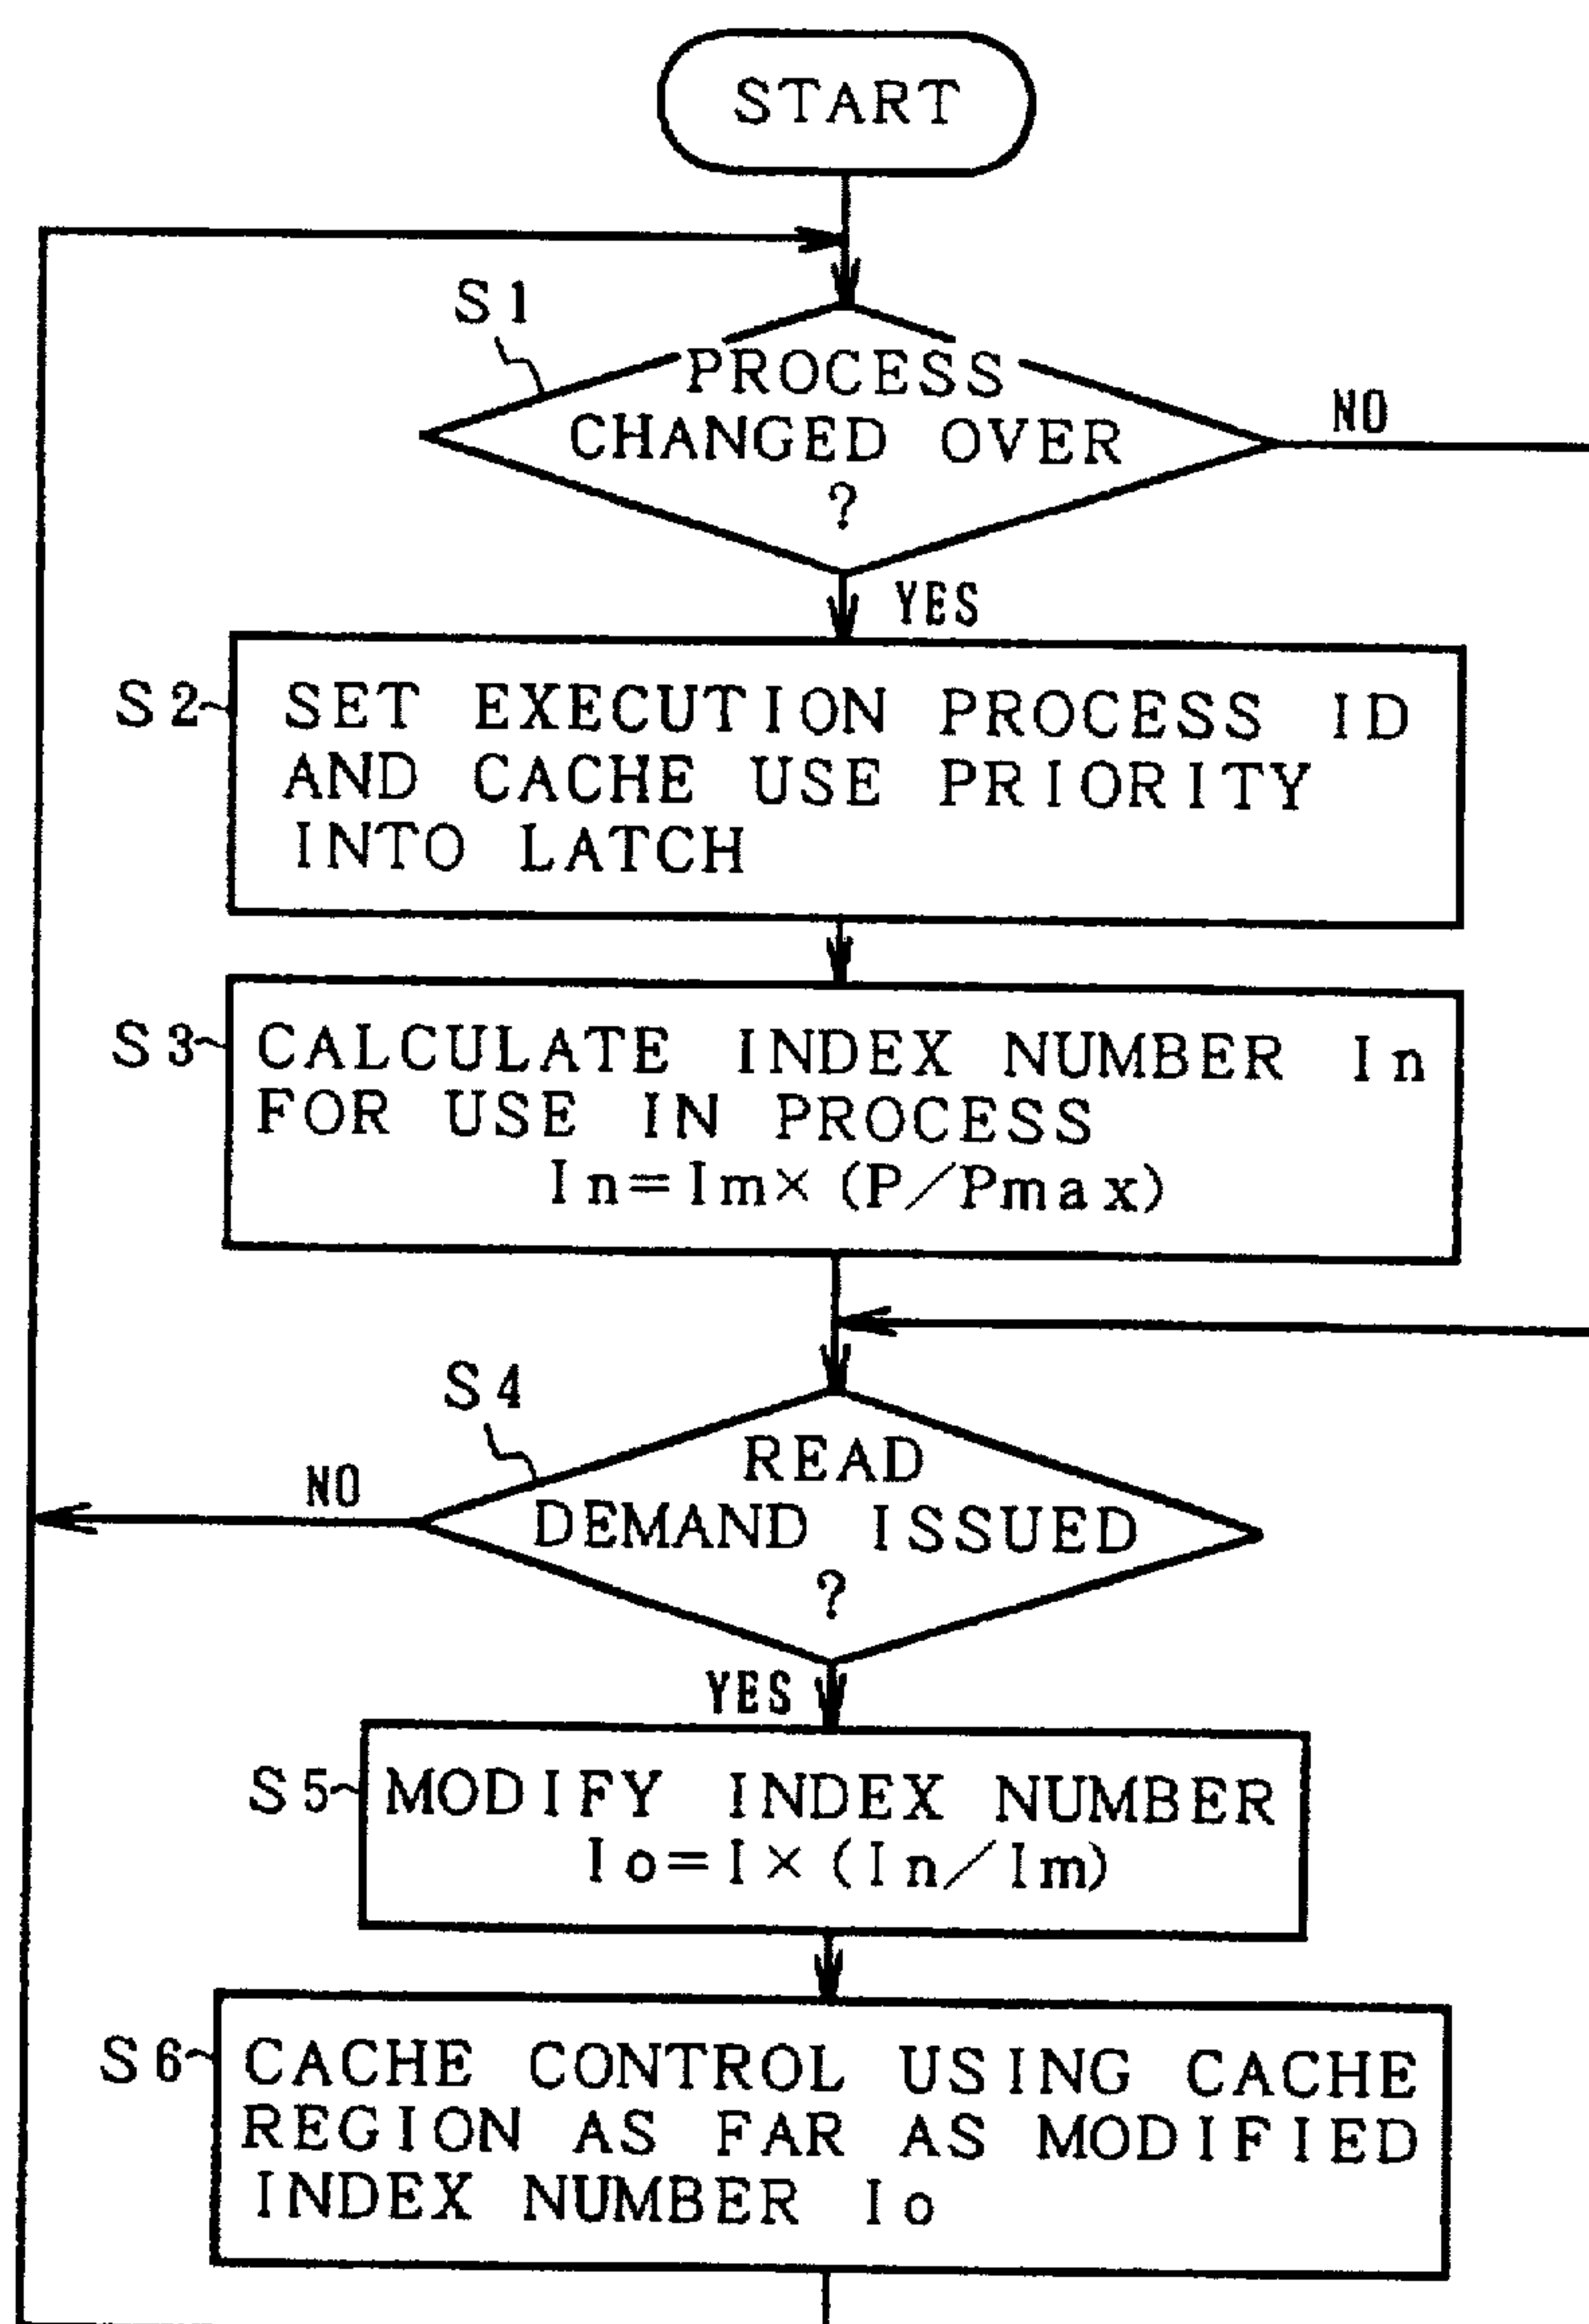 START
S1
PROCESS
CHANGED OVER
?
NO
YES
S2
SET EXECUTION PROCESS ID
AND CACHE USE PRIORITY
INTO LATCH
S3
CALCULATE INDEX NUMBER In
FOR USE IN PROCESS
In=Im×(P/Pmax)
S4
READ
DEMAND ISSUED
?
NO
YES
S5
MODIFY INDEX NUMBER
Io=I×(In/Im)
S6
CACHE CONTROL USING CACHE
REGION AS FAR AS MODIFIED
INDEX NUMBER Io